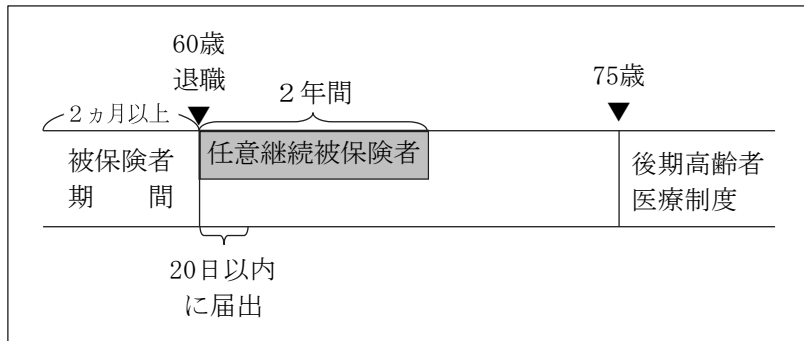 60歳
退職
75歳
2ヵ月以上
２年間
被保険者
期　　間
任意継続被保険者
後期高齢者
医療制度
20日以内
に届出